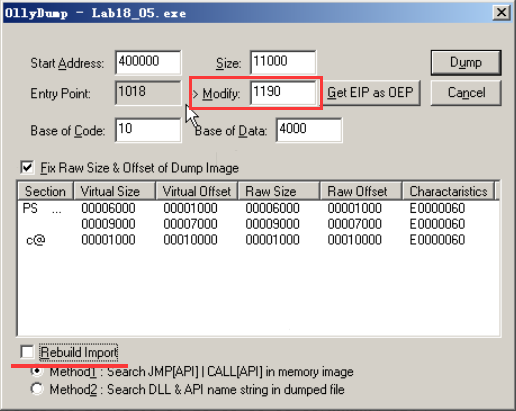 OllyDump - Lab18_05.exe
Start Address: 400000 Size: 11000 Dump
Entry Point: 1018 > Modify: 1190 Get EIP as OEP Cancel
Base of Code: 10 Base of Data: 4000
Fix Raw Size & Offset of Dump Image
Section Virtual Size Virtual Offset Raw Size Raw Offset Charactaristics
PS ... 00006000 00001000 00006000 00001000 E0000060
00009000 00007000 00009000 00007000 E0000060
c@ 00001000 00010000 00001000 00010000 E0000060
Rebuild Import
Method1 : Search JMP[API] | CALL[API] in memory image
Method2 : Search DLL & API name string in dumped file